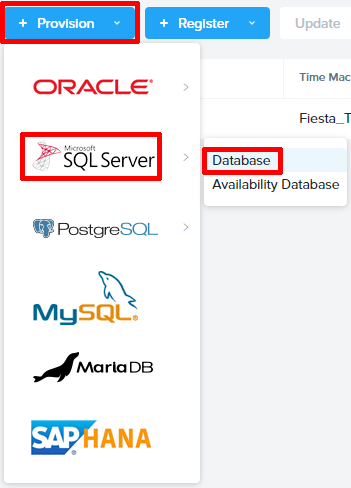 + Provision
+ Register
Update
ORACLE®
Time Mac
Fiesta_T
Microsoft
SQL Server
Database
Availability Database
PostgreSQL
MySQL®
MariaDB
SAP HANA